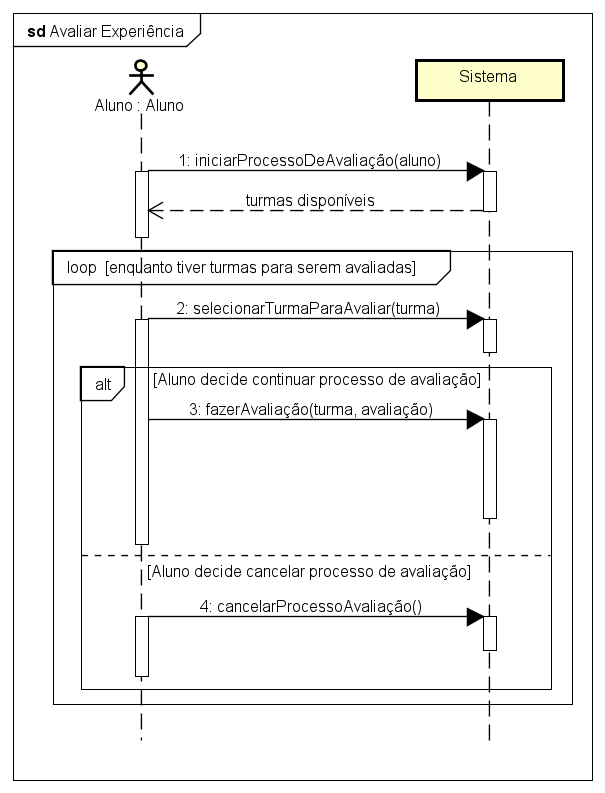 sd Avaliar Experiência
Aluno : Aluno
Sistema
1: iniciarProcessoDeAvaliação(aluno)
turmas disponíveis
loop [enquanto tiver turmas para serem avaliadas]
2: selecionarTurmaParaAvaliar(turma)
alt [Aluno decide continuar processo de avaliação]
3: fazerAvaliação(turma, avaliação)
[Aluno decide cancelar processo de avaliação]
4: cancelarProcessoAvaliação()